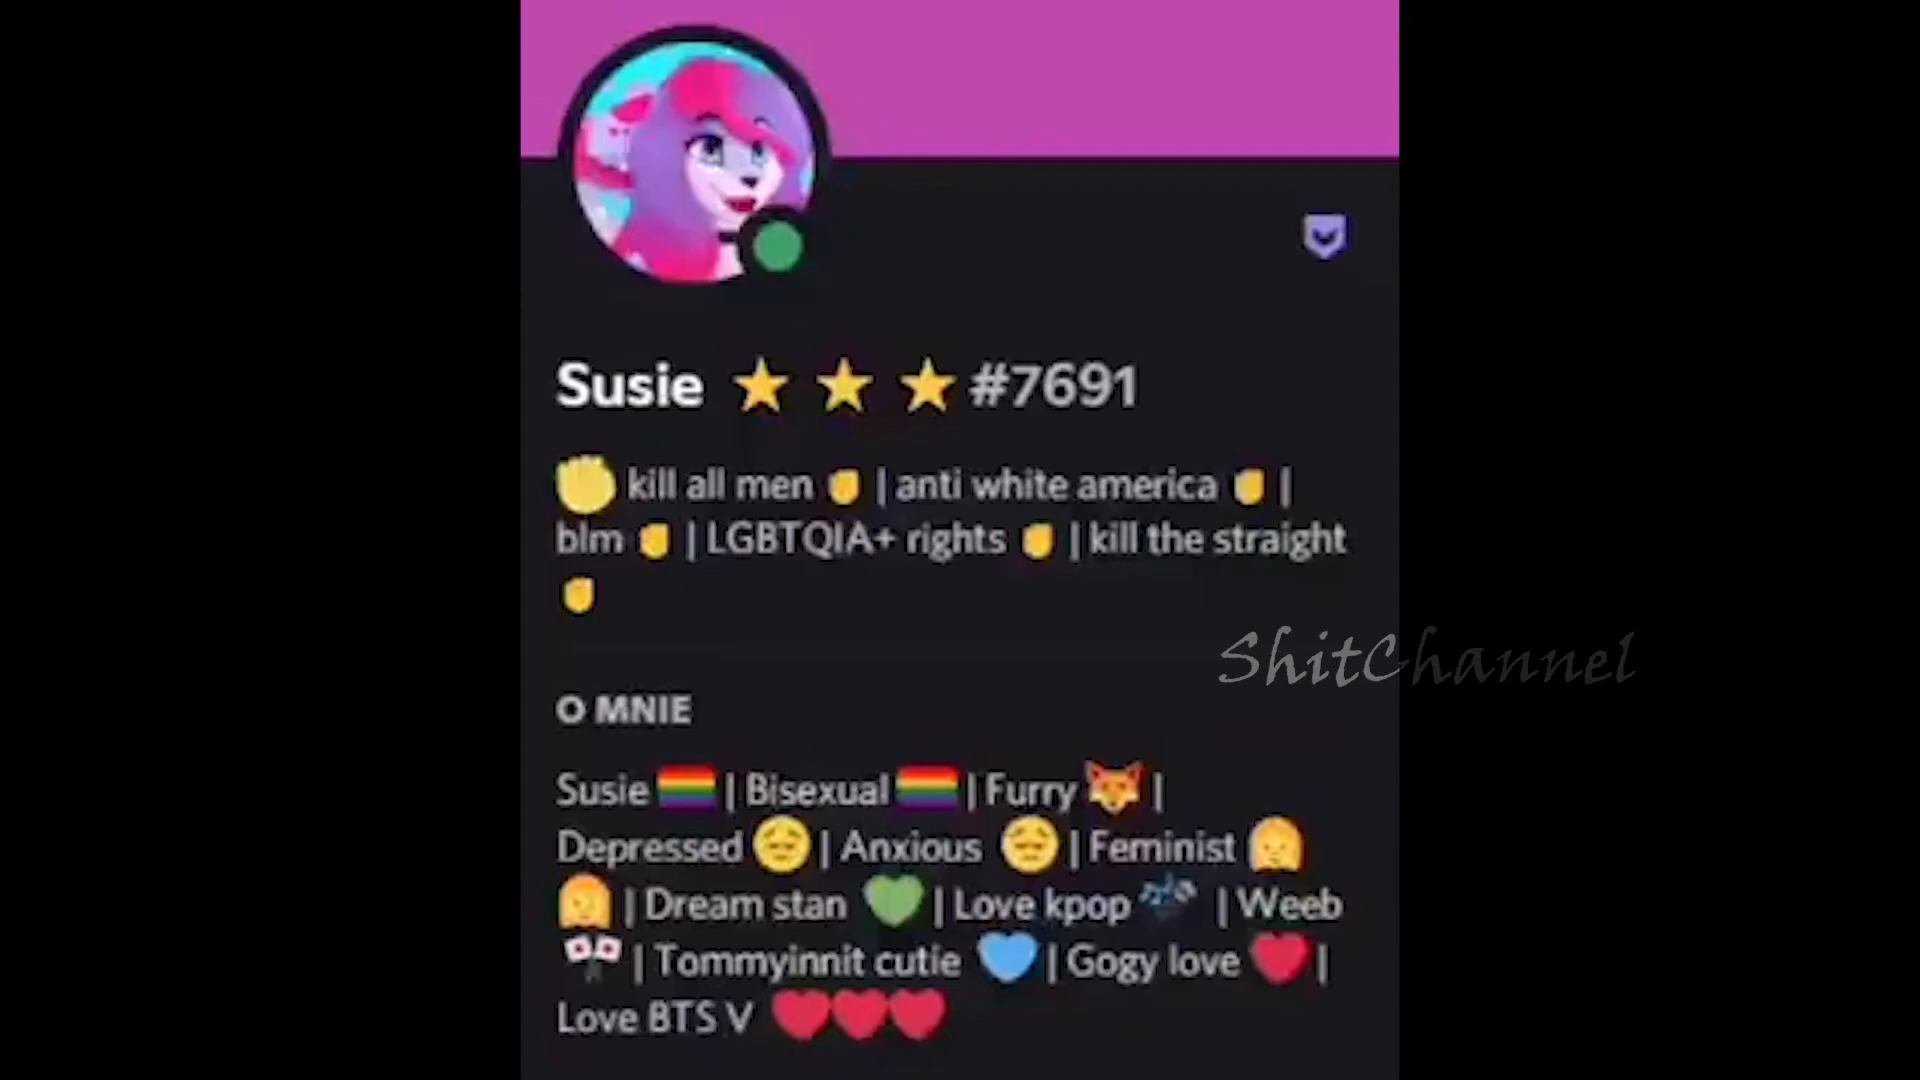 Susie ⭐ ⭐ ⭐ #7691
✊ kill all men ✊ | anti white america ✊ |
blm ✊ | LGBTQIA+ rights ✊ | kill the straight
✊
ShitChannel
O MNIE
Susie 🏳️‍🌈 | Bisexual 🏳️‍🌈 | Furry 🦊 |
Depressed 😔 | Anxious 😔 | Feminist 👩
👩 | Dream stan 💚 | Love kpop 🎶 | Weeb
🎌 | Tommyinnit cutie 💙 | Gogy love ❤️ |
Love BTS V ❤️❤️❤️